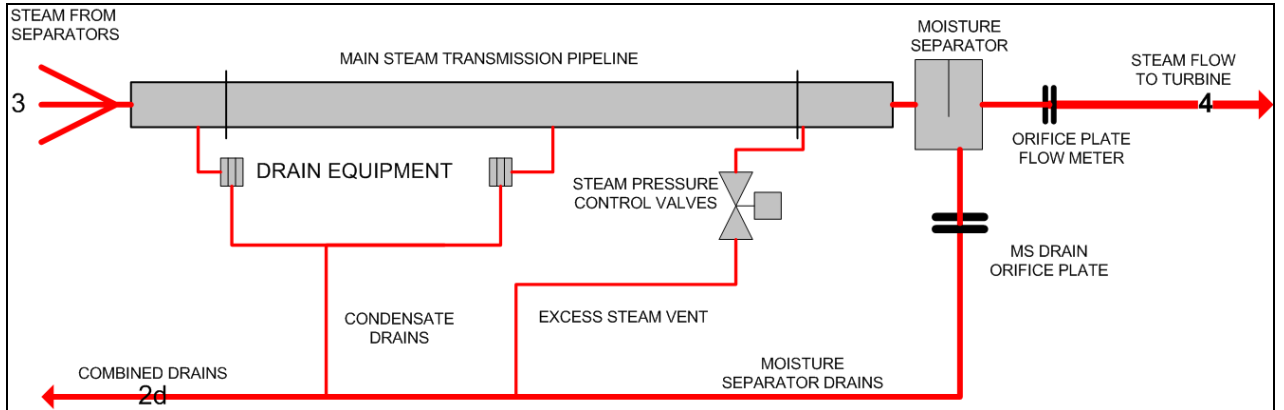 STEAM FROM
SEPARATORS
3
MAIN STEAM TRANSMISSION PIPELINE
MOISTURE
SEPARATOR
STEAM FLOW
TO TURBINE
4
ORIFICE PLATE
FLOW METER
DRAIN EQUIPMENT
STEAM PRESSURE
CONTROL VALVES
MS DRAIN
ORIFICE PLATE
CONDENSATE
DRAINS
EXCESS STEAM VENT
COMBINED DRAINS
2d
MOISTURE
SEPARATOR DRAINS